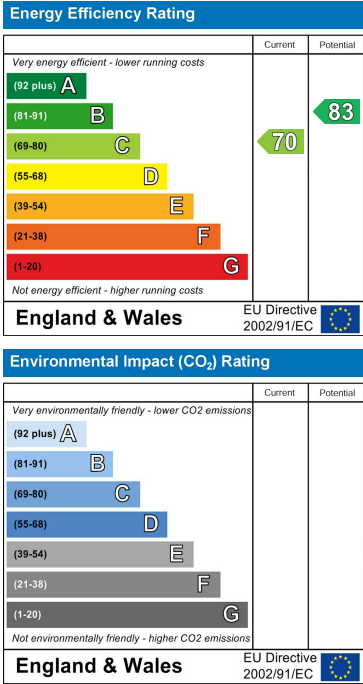 Energy Efficiency Rating
Current Potential
Very energy efficient - lower running costs
(92 plus) A
(81-91) B
83
(69-80) C
70
(55-68) D
(39-54) E
(21-38) F
(1-20) G
Not energy efficient - higher running costs
England & Wales
EU Directive
2002/91/EC
Environmental Impact (CO₂) Rating
Current Potential
Very environmentally friendly - lower CO2 emissions
(92 plus) A
(81-91) B
(69-80) C
(55-68) D
(39-54) E
(21-38) F
(1-20) G
Not environmentally friendly - higher CO2 emissions
England & Wales
EU Directive
2002/91/EC